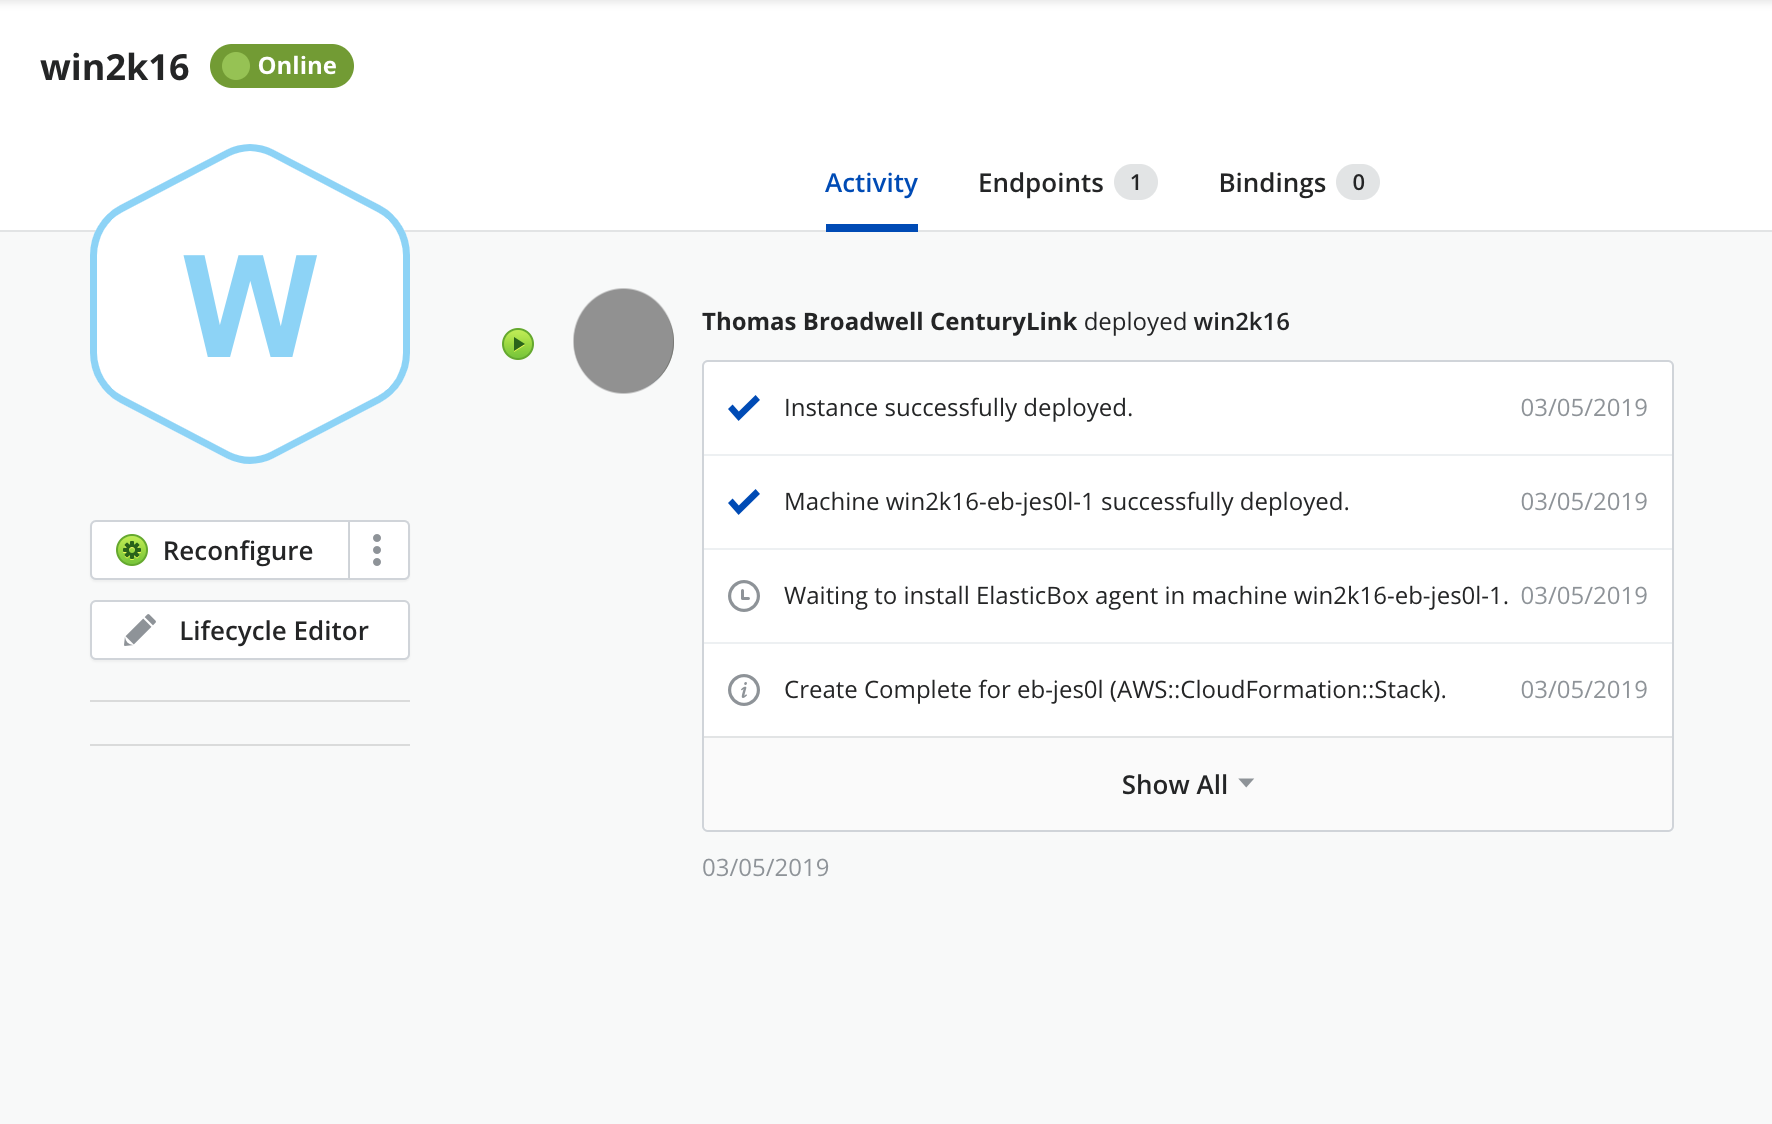 win2k16 Online
Activity Endpoints 1 Bindings 0
W
Thomas Broadwell CenturyLink deployed win2k16
Instance successfully deployed. 03/05/2019
Machine win2k16-eb-jes0l-1 successfully deployed. 03/05/2019
Waiting to install ElasticBox agent in machine win2k16-eb-jes0l-1. 03/05/2019
Create Complete for eb-jes0l (AWS::CloudFormation::Stack). 03/05/2019
Show All
03/05/2019
Reconfigure
Lifecycle Editor